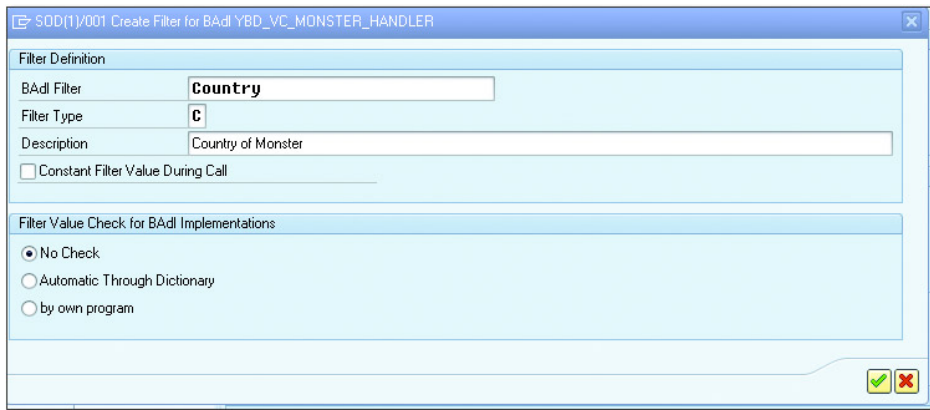 SOD(1)/001 Create Filter for BAdI YBD_VC_MONSTER_HANDLER
Filter Definition
BAdI Filter Country
Filter Type C
Description Country of Monster
Constant Filter Value During Call
Filter Value Check for BAdI Implementations
No Check
Automatic Through Dictionary
by own program